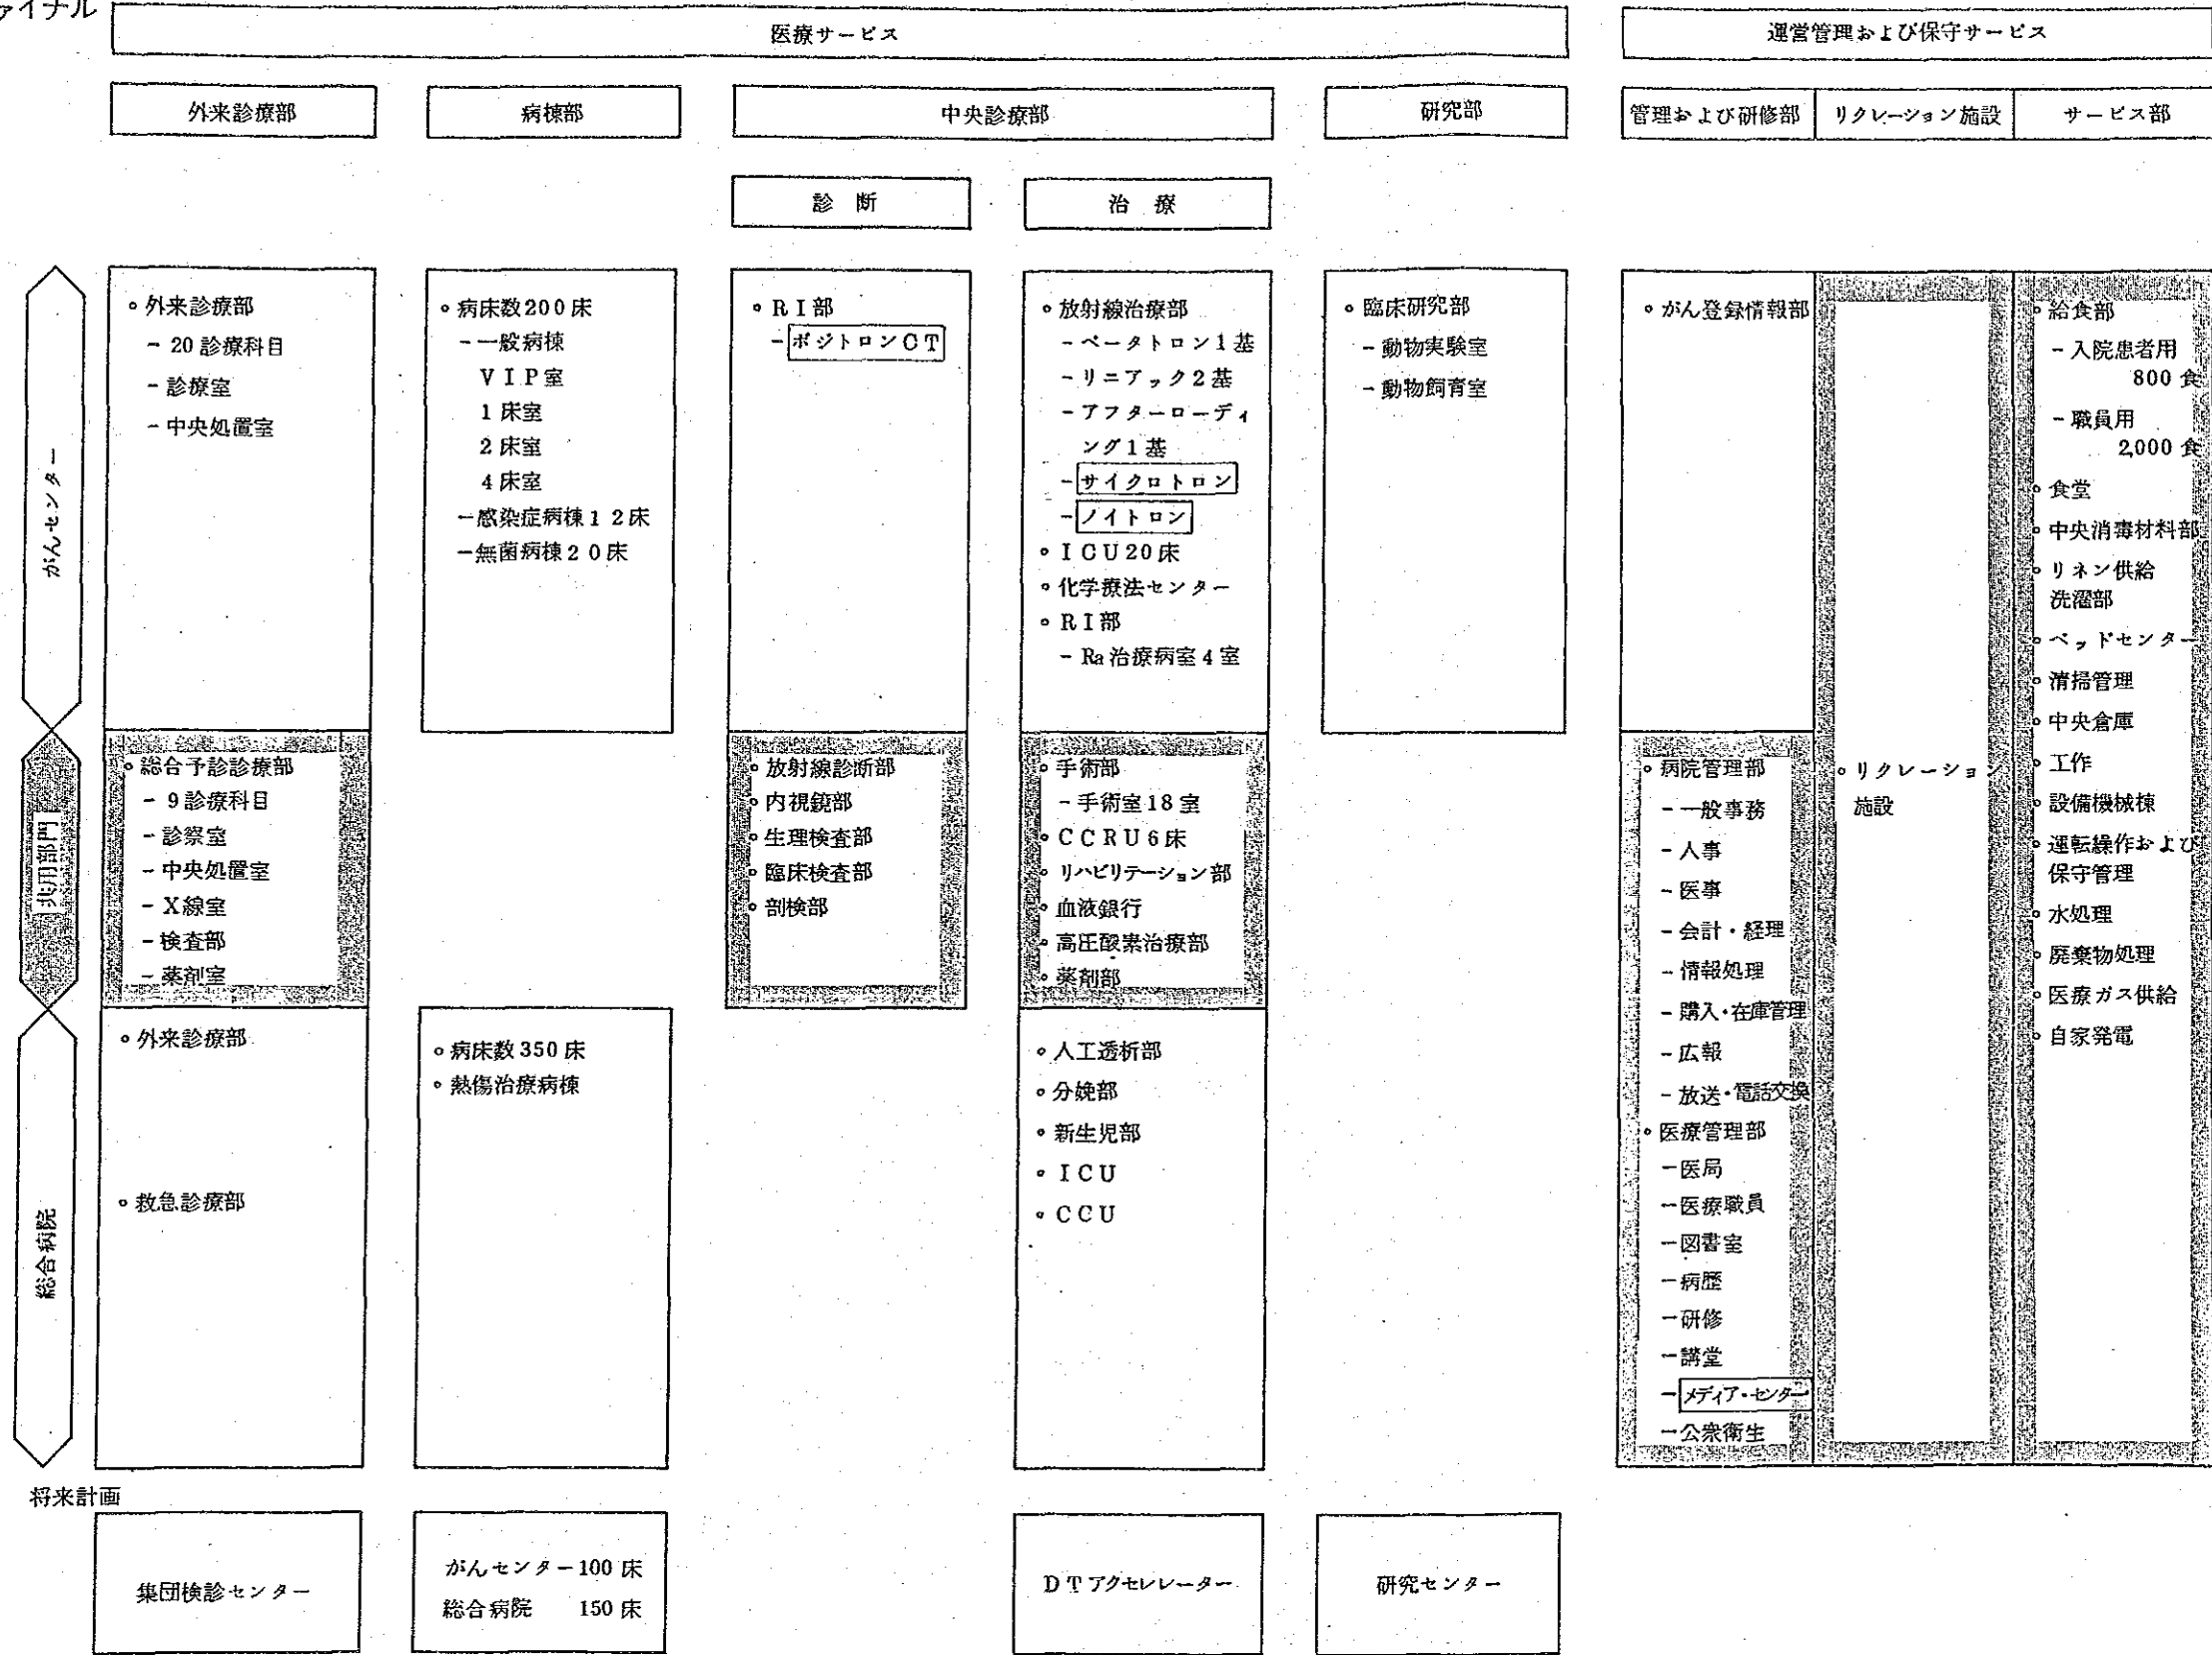 ァイナル
医療サービス
運営管理および保守サービス
外来診療部
病棟部
中央診療部
研究部
管理および研修部
リクレーション施設
サービス部
診 断
治 療
がんセンター
。外来診療部
- 20 診療科目
- 診療室
- 中央処置室
。病床数200床
- 一般病棟
VIP室
1 床室
2 床室
4 床室
- 感染症病棟12床
- 無菌病棟20床
。RI部
- ポジトロンCT
。放射線治療部
- ベータトロン1基
- リニアック2基
- アフターローディ
ング1基
- サイクロトロン
- ノイトロン
。ICU20床
。化学療法センター
。RI部
- Ra治療病室4室
。臨床研究部
- 動物実験室
- 動物飼育室
。がん登録情報部
共用部門
。総合予診診療部
- 9診療科目
- 診察室
- 中央処置室
- X線室
- 検査部
- 薬剤室
。放射線診断部
。内視鏡部
。生理検査部
。臨床検査部
。剖検部
。手術部
- 手術室18室
。CCRU6床
。リハビリテーション部
。血液銀行
。高圧酸素治療部
。薬剤部
総合病院
。外来診療部
。救急診療部
。病床数350床
。熱傷治療病棟
。人工透析部
。分娩部
。新生児部
。ICU
。CCU
。病院管理部
- 一般事務
- 人事
- 医事
- 会計・経理
- 情報処理
- 購入・在庫管理
- 広報
- 放送・電話交換
。医療管理部
- 医局
- 医療職員
- 図書室
- 病歴
- 研修
- 講堂
- メディア・センター
- 公衆衛生
。リクレーション
施設
。給食部
- 入院患者用
800 食
- 職員用
2,000 食
。食堂
。中央消毒材料部
。リネン供給
洗濯部
。ベッドセンター
。清掃管理
。中央倉庫
。工作
。設備機械棟
。運転操作および
保守管理
。水処理
。廃棄物処理
。医療ガス供給
。自家発電
将来計画
集団検診センター
がんセンター100床
総合病院 150床
DTアクセレレーター
研究センター